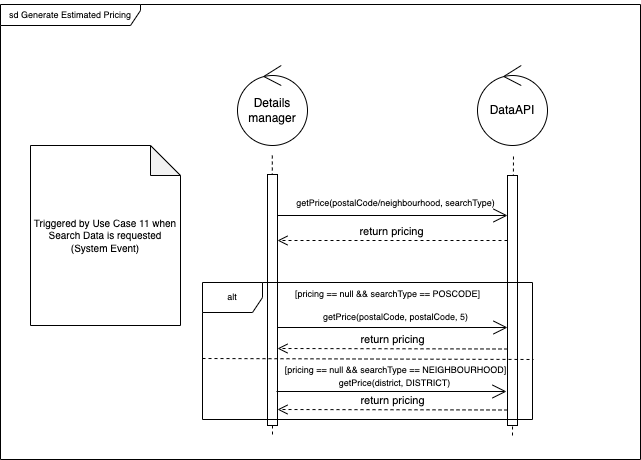 sd Generate Estimated Pricing
Details
manager
DataAPI
Triggered by Use Case 11 when
Search Data is requested
(System Event)
getPrice(postalCode/neighbourhood, searchType)
return pricing
alt
[pricing == null && searchType == POSCODE]
getPrice(postalCode, postalCode, 5)
return pricing
[pricing == null && searchType == NEIGHBOURHOOD]
getPrice(district, DISTRICT)
return pricing